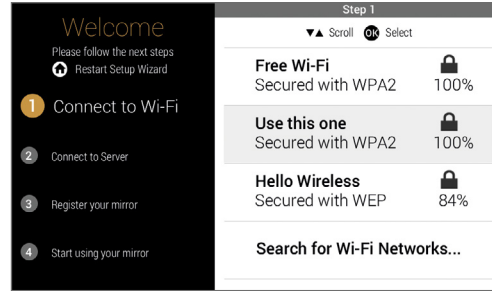 Welcome
Please follow the next steps
Restart Setup Wizard
1 Connect to Wi-Fi
2 Connect to Server
3 Register your mirror
4 Start using your mirror
Step 1
▼▲ Scroll OK Select
Free Wi-Fi
Secured with WPA2 100%
Use this one
Secured with WPA2 100%
Hello Wireless
Secured with WEP 84%
Search for Wi-Fi Networks...